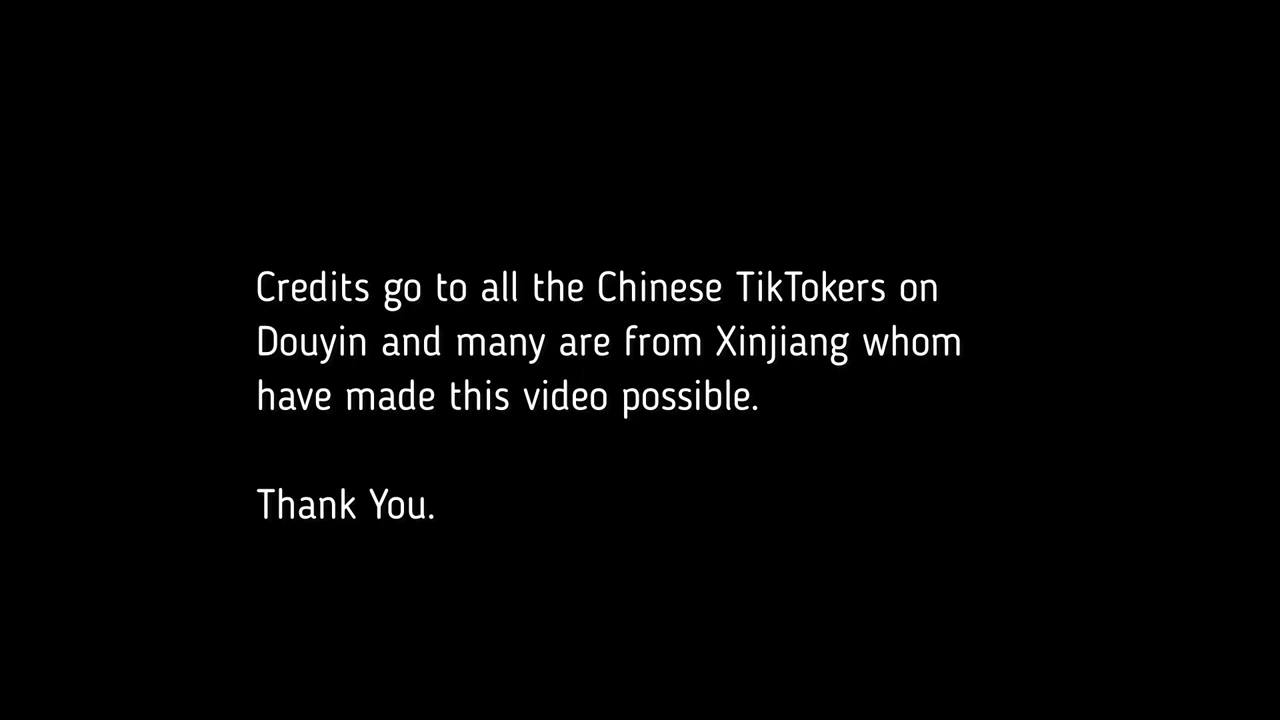 Credits go to all the Chinese TikTokers on
Douyin and many are from Xinjiang whom
have made this video possible.
Thank You.